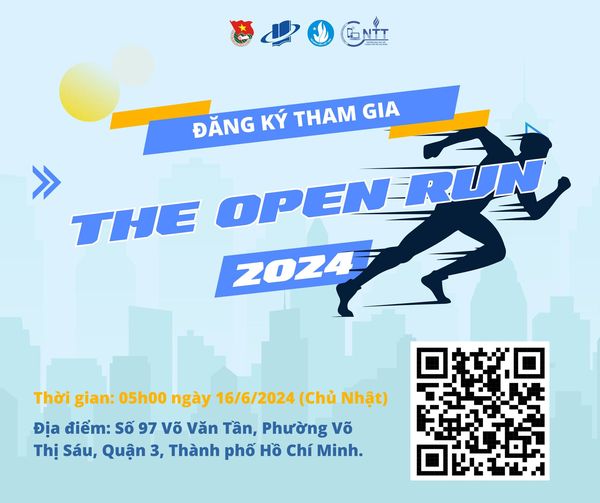 NTT
ĐĂNG KÝ THAM GIA
THE OPEN RUN
2024
Thời gian: 05h00 ngày 16/6/2024 (Chủ Nhật)
Địa điểm: Số 97 Võ Văn Tần, Phường Võ
Thị Sáu, Quận 3, Thành phố Hồ Chí Minh.